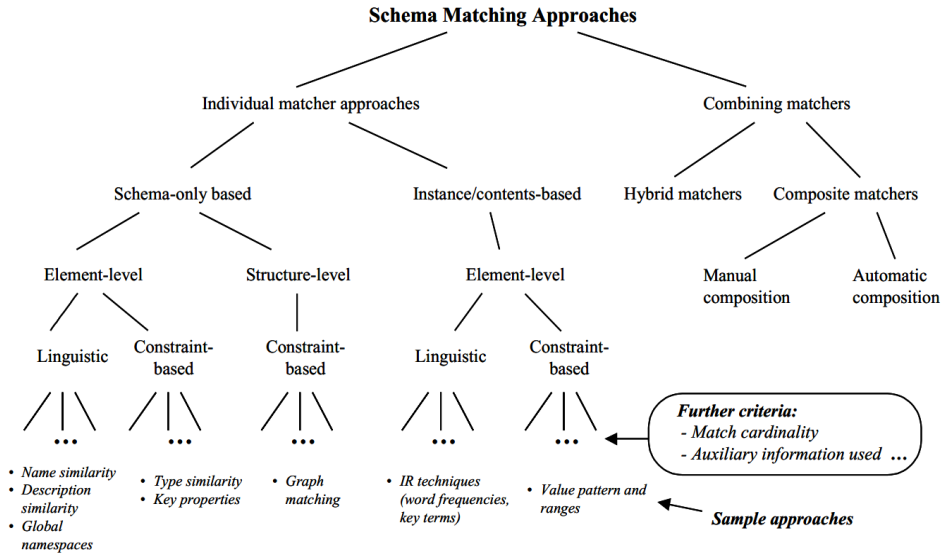 Schema Matching Approaches
Individual matcher approaches
Combining matchers
Schema-only based
Instance/contents-based
Hybrid matchers
Composite matchers
Element-level
Structure-level
Element-level
Manual
composition
Automatic
composition
Linguistic
Constraint-
based
Constraint-
based
Linguistic
Constraint-
based
...
...
...
...
...
Further criteria:
- Match cardinality
- Auxiliary information used ...
• Name similarity
• Description
similarity
• Global
namespaces
• Type similarity
• Key properties
• Graph
matching
• IR techniques
(word frequencies,
key terms)
• Value pattern and
ranges
Sample approaches